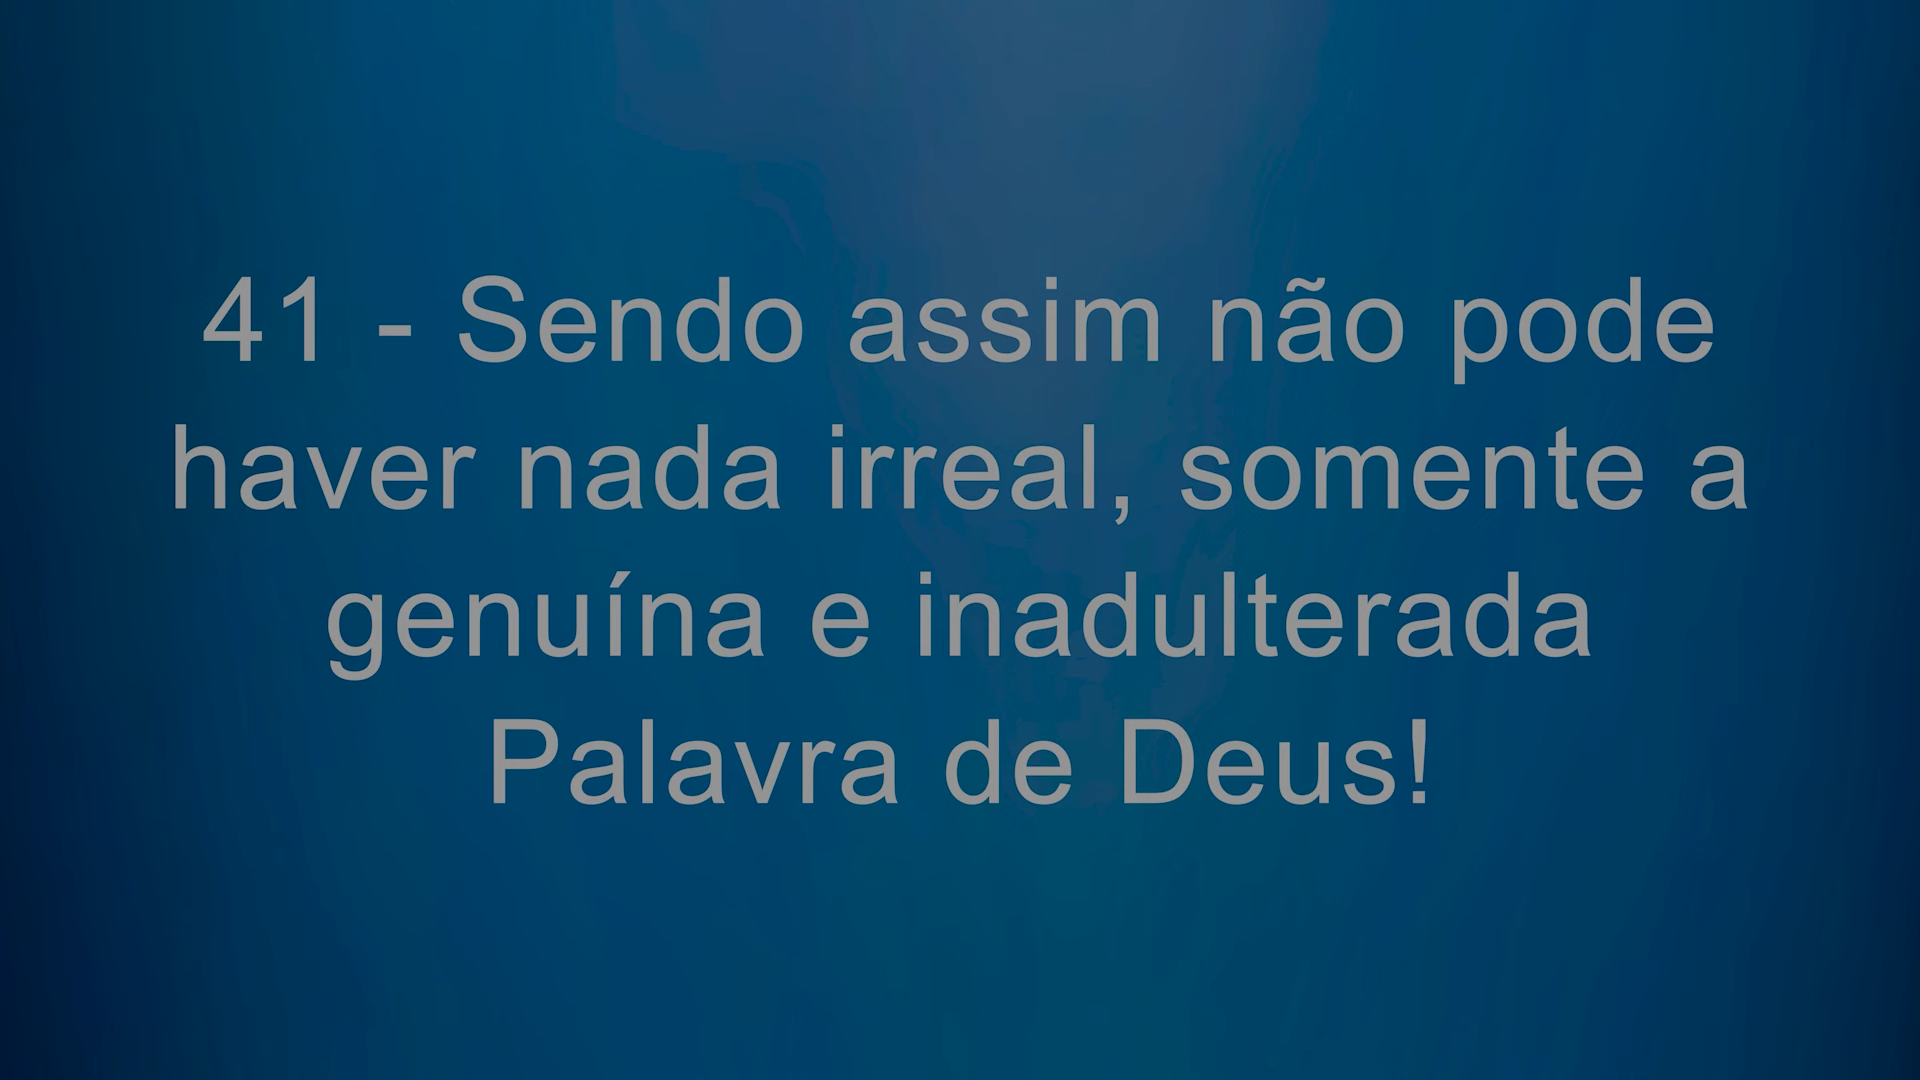 41 - Sendo assim não pode
haver nada irreal, somente a
genuína e inadulterada
Palavra de Deus!